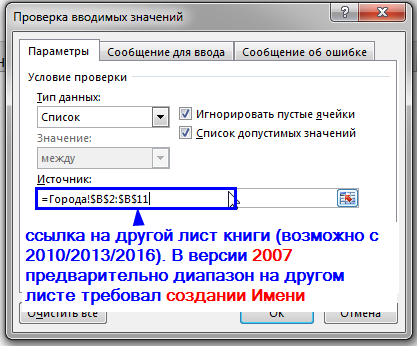 Проверка вводимых значений
Параметры Сообщение для ввода Сообщение об ошибке
Условие проверки
Тип данных:
Список
Игнорировать пустые ячейки
Значение:
Список допустимых значений
между
Источник:
=Города!$B$2:$B$11
ссылка на другой лист книги (возможно с
2010/2013/2016). В версии 2007
предварительно диапазон на другом
листе требовал создании Имени
Очистить все ОК Отмена